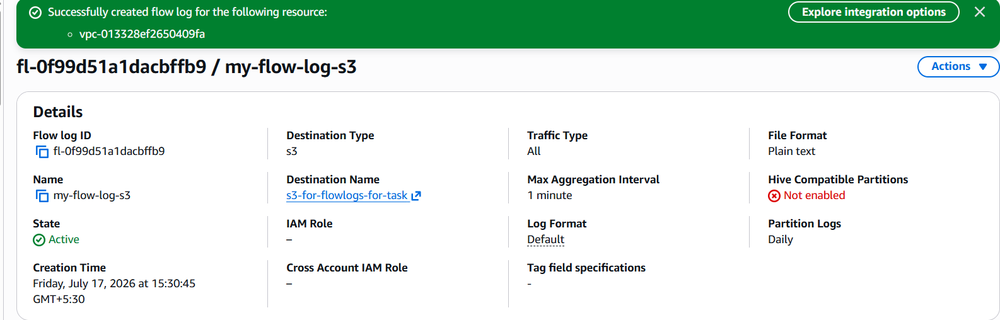 Successfully created flow log for the following resource:
Explore integration options
vpc-013328ef2650409fa
fl-0f99d51a1dacbffb9 / my-flow-log-s3
Actions
Details
Flow log ID
fl-0f99d51a1dacbffb9
Destination Type
s3
Traffic Type
All
File Format
Plain text
Name
my-flow-log-s3
Destination Name
s3-for-flowlogs-for-task
Max Aggregation Interval
1 minute
Hive Compatible Partitions
Not enabled
State
Active
IAM Role
–
Log Format
Default
Partition Logs
Daily
Creation Time
Friday, July 17, 2026 at 15:30:45
GMT+5:30
Cross Account IAM Role
–
Tag field specifications
-